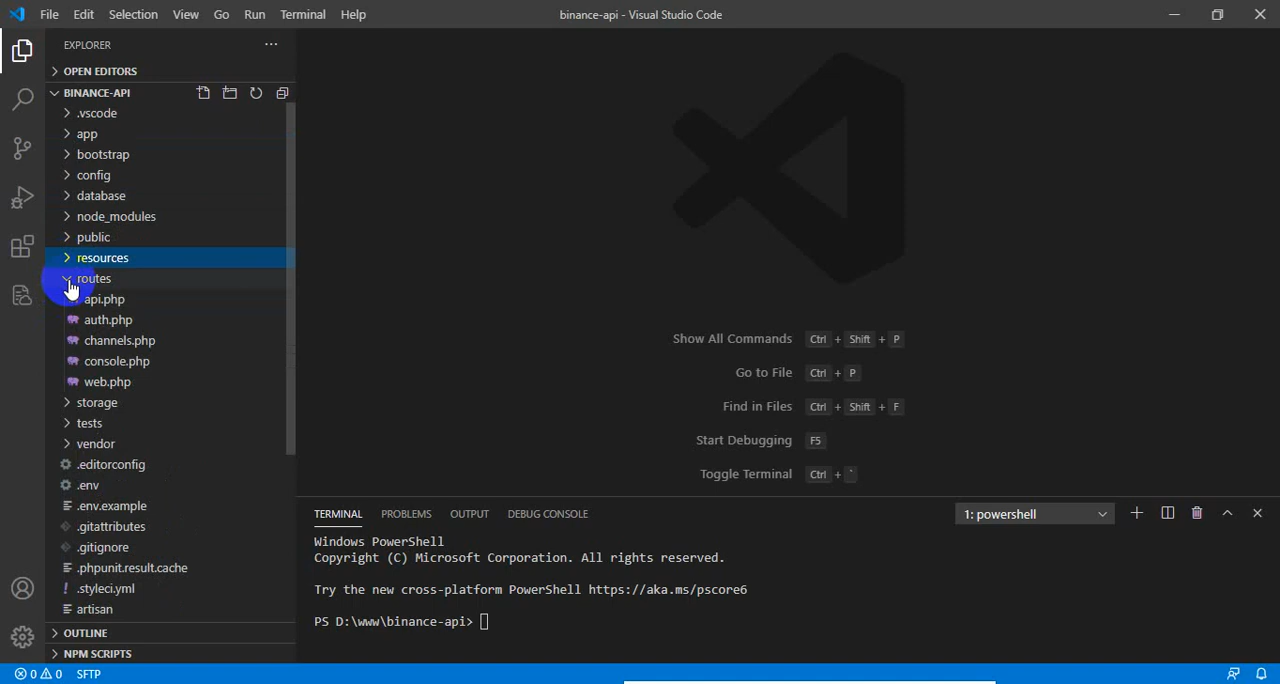 File Edit Selection View Go Run Terminal Help binance-api - Visual Studio Code
EXPLORER
OPEN EDITORS
BINANCE-API
.vscode
app
bootstrap
config
database
node_modules
public
resources
routes
api.php
auth.php
channels.php
console.php
web.php
storage
tests
vendor
.editorconfig
.env
.env.example
.gitattributes
.gitignore
.phpunit.result.cache
.styleci.yml
artisan
OUTLINE
NPM SCRIPTS
Show All Commands Ctrl + Shift + P
Go to File Ctrl + P
Find in Files Ctrl + Shift + F
Start Debugging F5
Toggle Terminal Ctrl + `
TERMINAL PROBLEMS OUTPUT DEBUG CONSOLE 1: powershell
Windows PowerShell
Copyright (C) Microsoft Corporation. All rights reserved.
Try the new cross-platform PowerShell https://aka.ms/pscore6
PS D:\www\binance-api>
0 0 SFTP